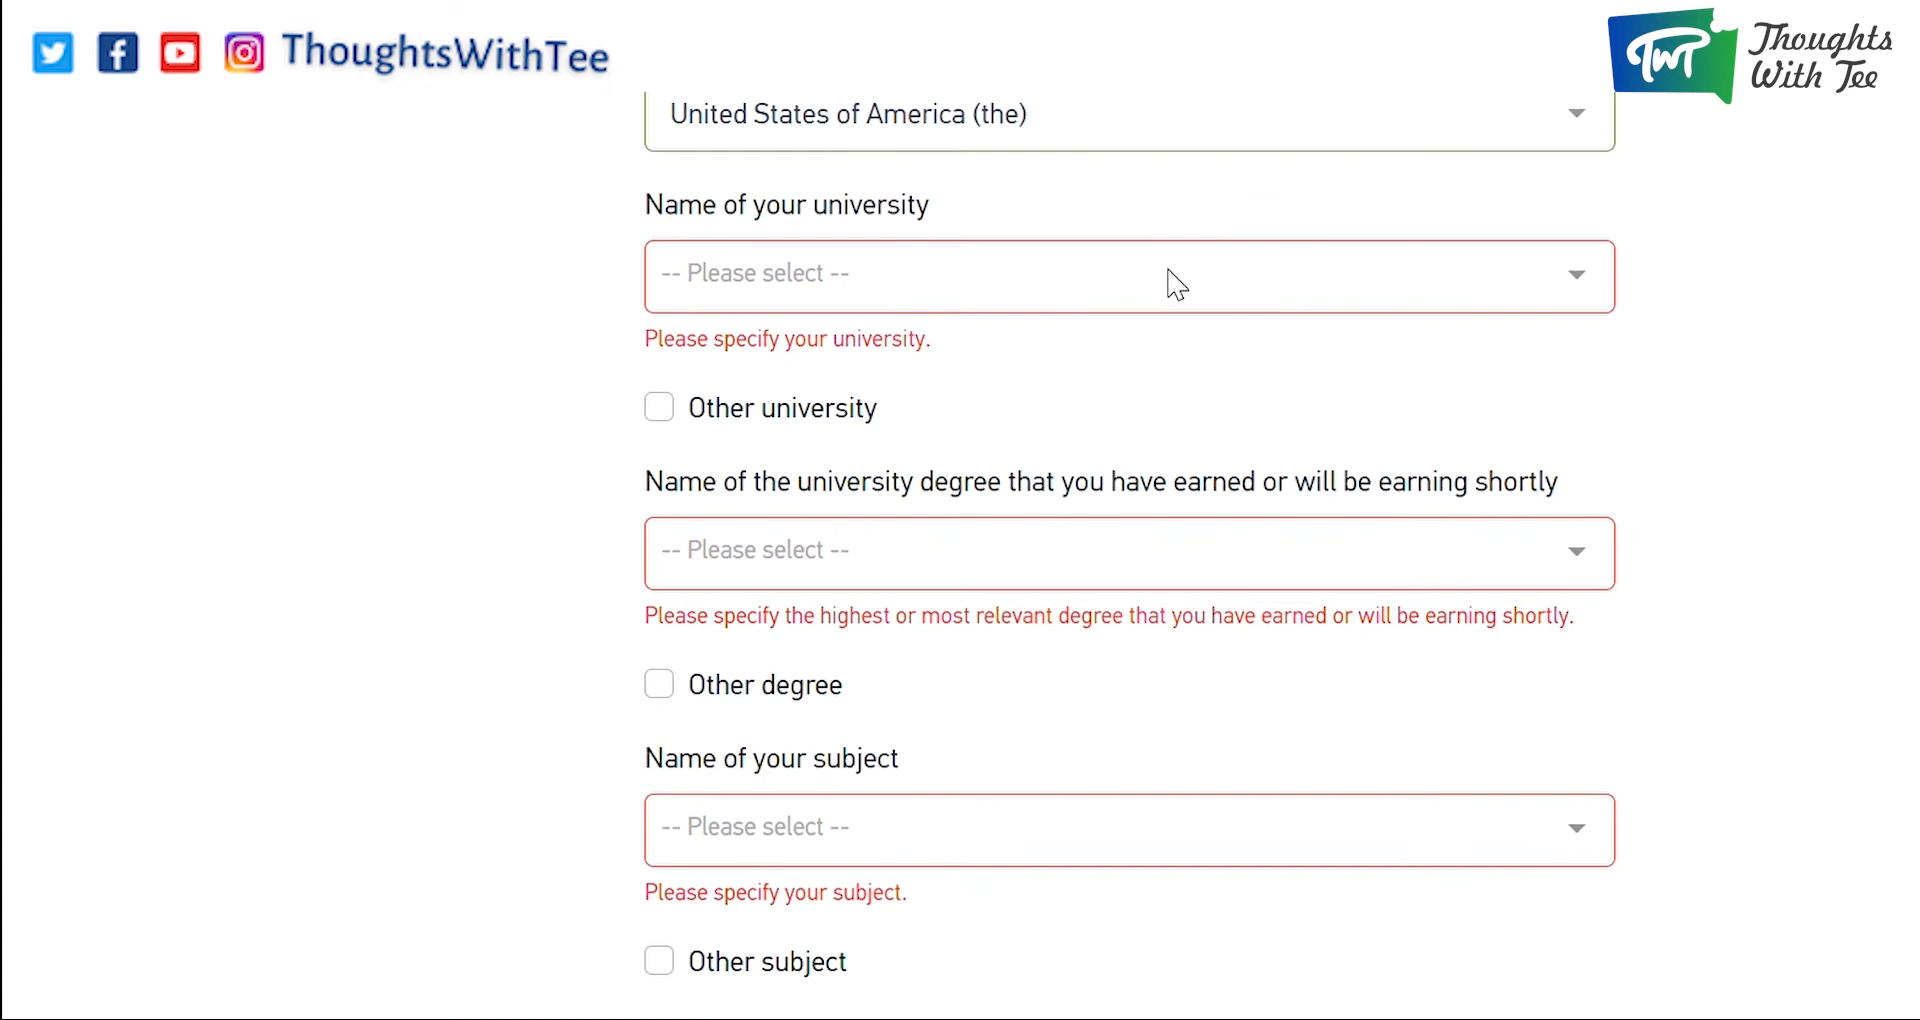 ThoughtsWithTee
TWT
Thoughts
With Tee
United States of America (the)
Name of your university
-- Please select --
Please specify your university.
Other university
Name of the university degree that you have earned or will be earning shortly
-- Please select --
Please specify the highest or most relevant degree that you have earned or will be earning shortly.
Other degree
Name of your subject
-- Please select --
Please specify your subject.
Other subject